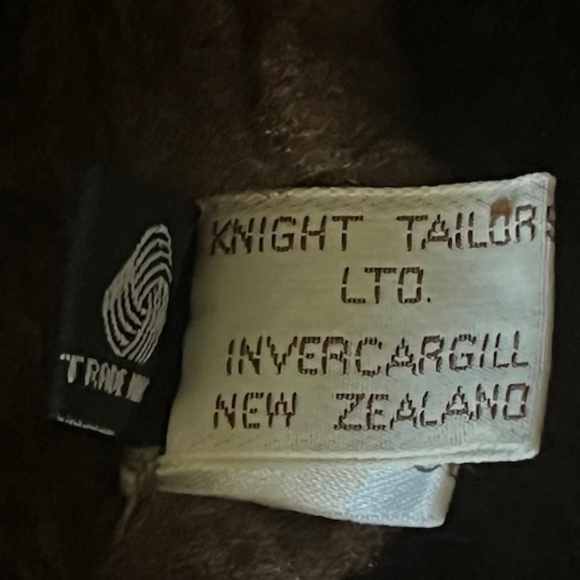 KNIGHT TAILORS
LTD.
INVERCARGILL
NEW ZEALAND
TRADE